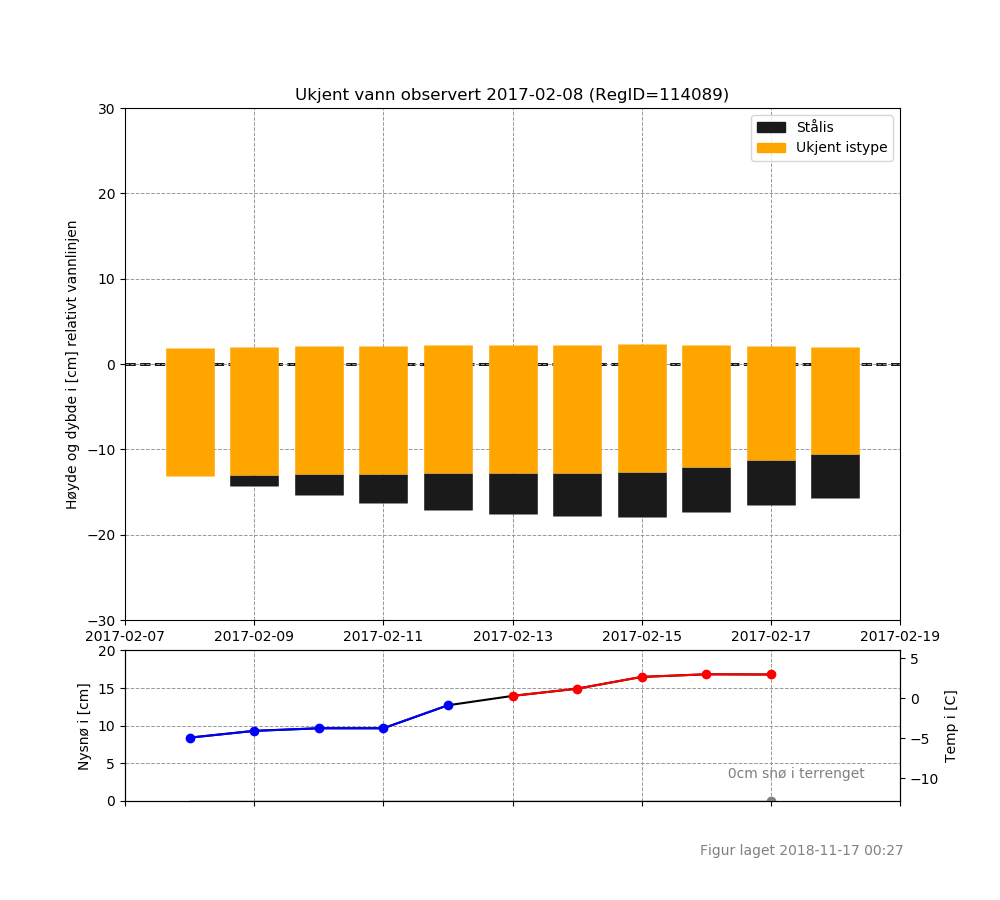 Ukjent vann observert 2017-02-08 (RegID=114089)
Stålis
Ukjent istype
30
20
10
0
−10
−20
−30
Høyde og dybde i [cm] relativt vannlinjen
2017-02-07 2017-02-09 2017-02-11 2017-02-13 2017-02-15 2017-02-17 2017-02-19
20
15
10
5
0
Nysnø i [cm]
5
0
−5
−10
Temp i [C]
0cm snø i terrenget
Figur laget 2018-11-17 00:27